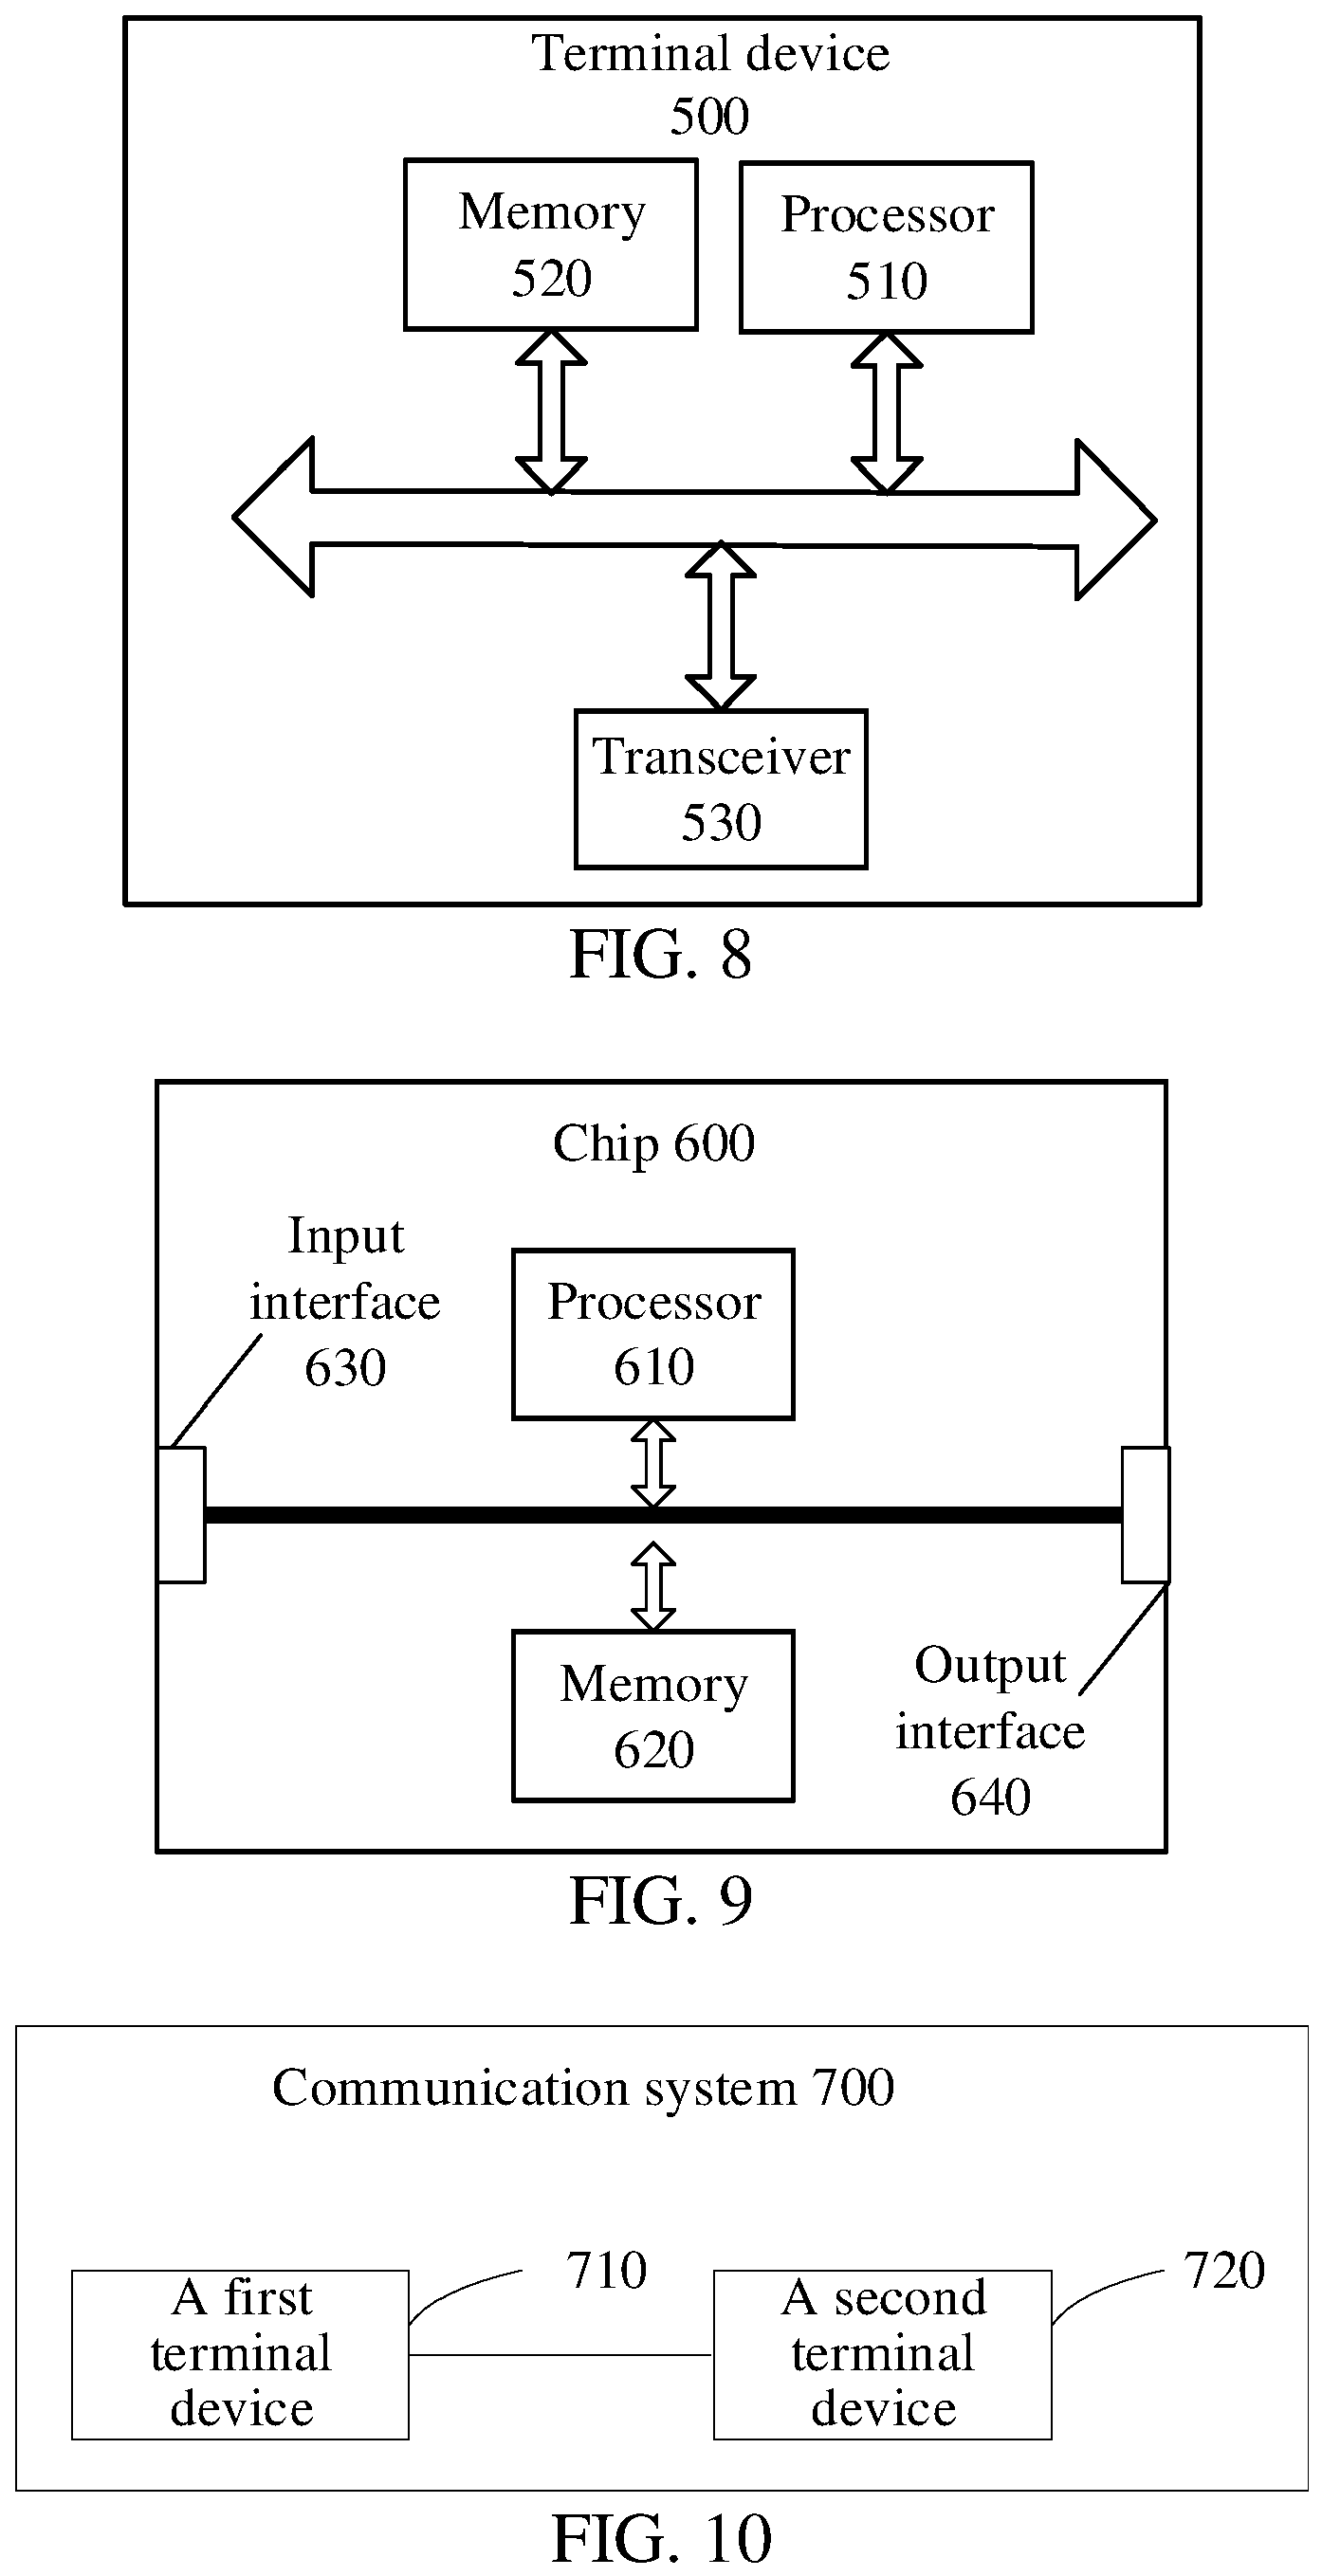 Terminal device
500
Memory
520
Processor
510
Transceiver
530
FIG. 8
Chip 600
Input
interface
630
Processor
610
Memory
620
Output
interface
640
FIG. 9
Communication system 700
A first
terminal
device
710
A second
terminal
device
720
FIG. 10